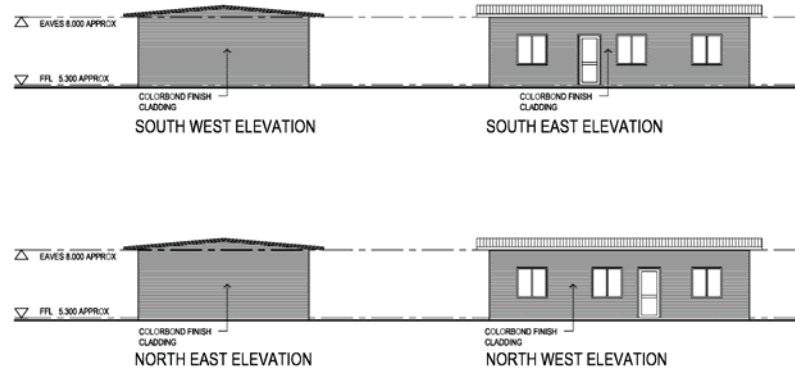 EAVES 8.000 APPROX
FFL 5.300 APPROX
COLORBOND FINISH
CLADDING
SOUTH WEST ELEVATION
COLORBOND FINISH
CLADDING
SOUTH EAST ELEVATION
EAVES 8.000 APPROX
FFL 5.300 APPROX
COLORBOND FINISH
CLADDING
NORTH EAST ELEVATION
COLORBOND FINISH
CLADDING
NORTH WEST ELEVATION